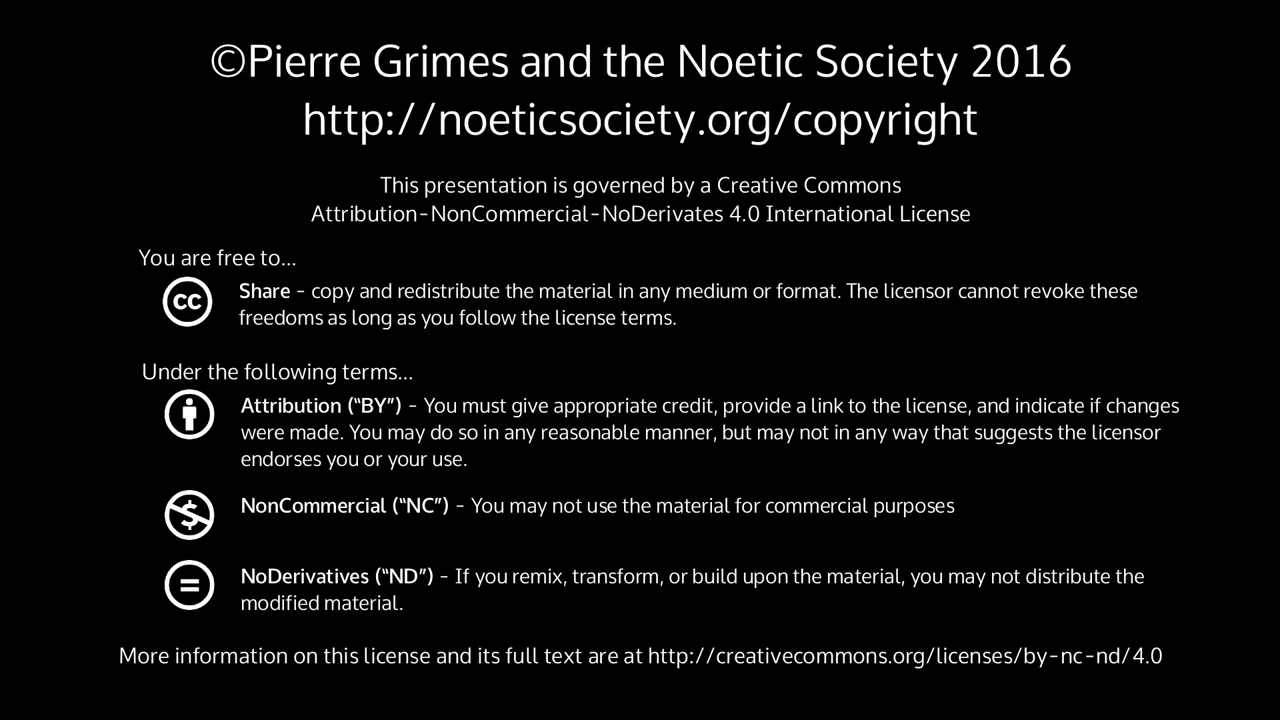 ©Pierre Grimes and the Noetic Society 2016
http://noeticsociety.org/copyright
This presentation is governed by a Creative Commons
Attribution-NonCommercial-NoDerivates 4.0 International License
You are free to...
cc
Share - copy and redistribute the material in any medium or format. The licensor cannot revoke these
freedoms as long as you follow the license terms.
Under the following terms...
Attribution (“BY”) - You must give appropriate credit, provide a link to the license, and indicate if changes
were made. You may do so in any reasonable manner, but may not in any way that suggests the licensor
endorses you or your use.
$
NonCommercial (“NC”) - You may not use the material for commercial purposes
=
NoDerivatives (“ND”) - If you remix, transform, or build upon the material, you may not distribute the
modified material.
More information on this license and its full text are at http://creativecommons.org/licenses/by-nc-nd/4.0